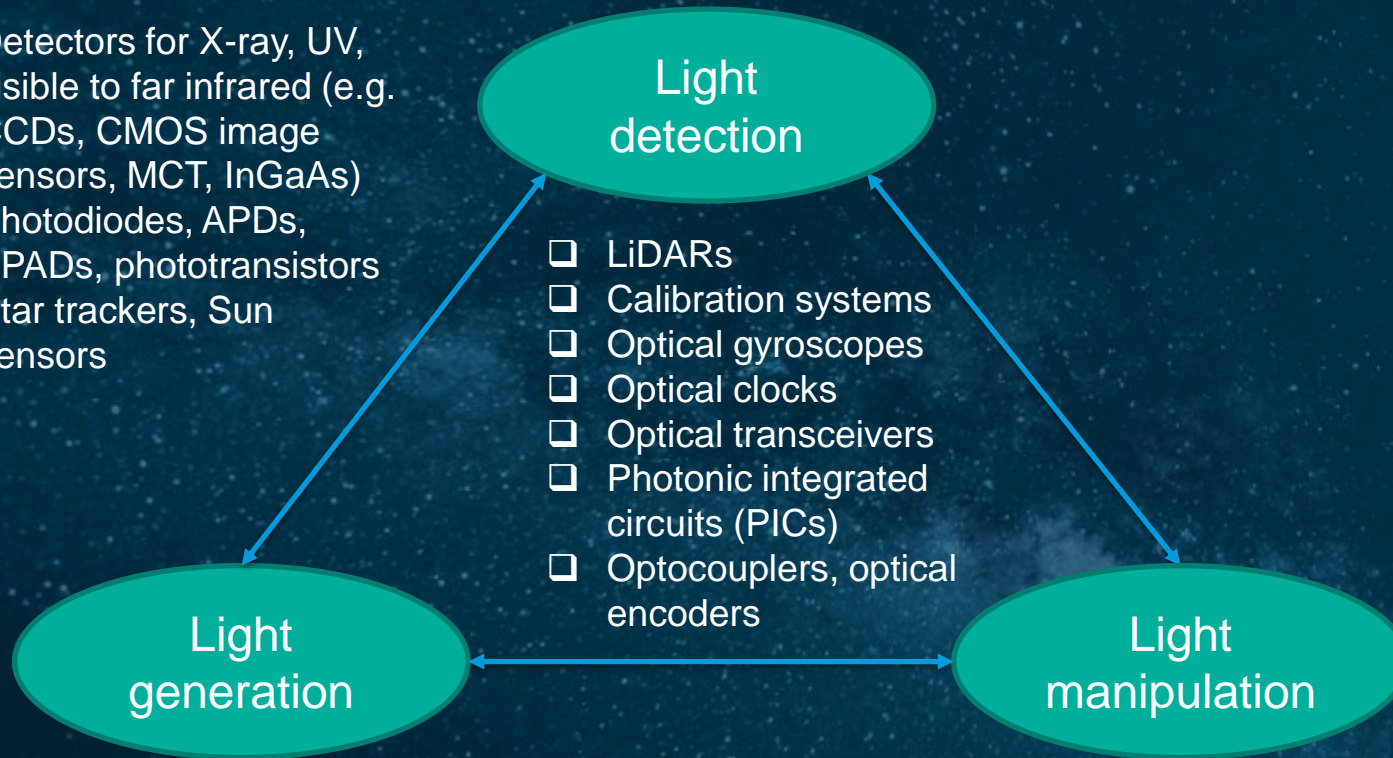 etectors for X-ray, UV,
isible to far infrared (e.g.
CCDs, CMOS image
ensors, MCT, InGaAs)
hotodiodes, APDs,
PADs, phototransistors
tar trackers, Sun
ensors
Light
detection
❑ LiDARs
❑ Calibration systems
❑ Optical gyroscopes
❑ Optical clocks
❑ Optical transceivers
❑ Photonic integrated
circuits (PICs)
❑ Optocouplers, optical
encoders
Light
generation
Light
manipulation